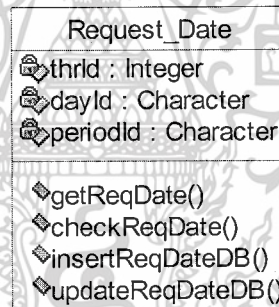 Request_Date
thrId : Integer
dayId : Character
periodId : Character
getReqDate()
checkReqDate()
insertReqDateDB()
updateReqDateDB()